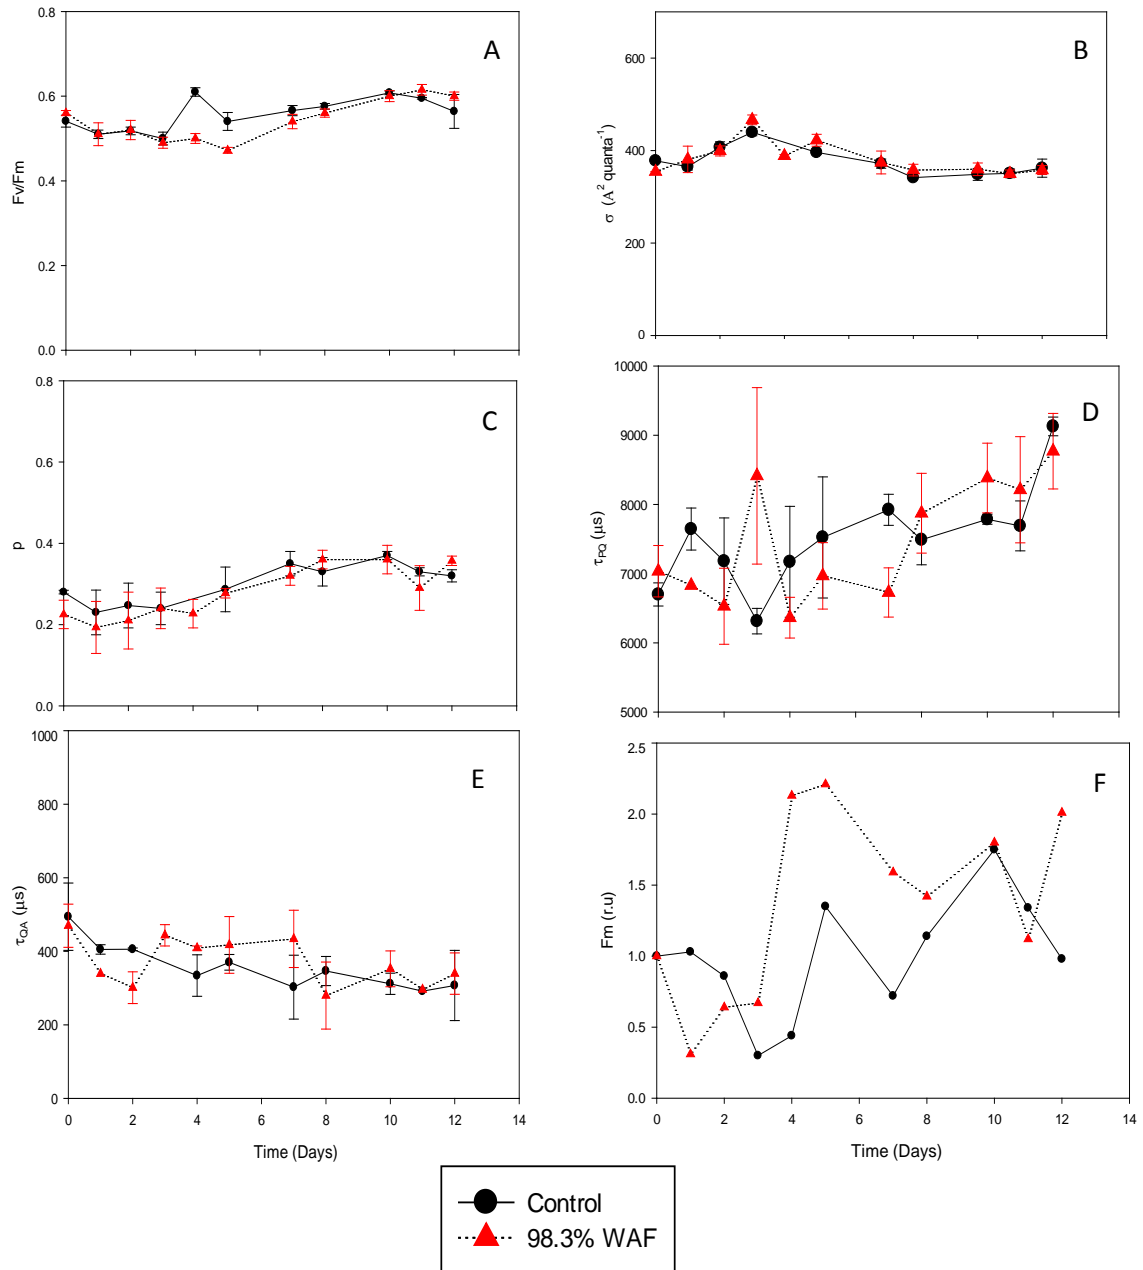 0.8
0.6
0.4
0.2
0.0
Fv/Fm
A
600
400
200
0
σ (A² quanta⁻¹)
B
0.8
0.6
0.4
0.2
0.0
p
C
10000
9000
8000
7000
6000
5000
τPQ (µs)
D
1000
800
600
400
200
0
τQA (µs)
E
0 2 4 6 8 10 12 14
Time (Days)
2.5
2.0
1.5
1.0
0.5
0.0
Fm (r.u)
F
0 2 4 6 8 10 12 14
Time (Days)
Control
98.3% WAF